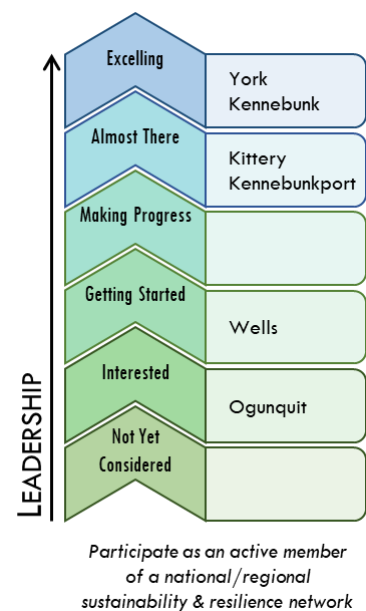 Excelling
York
Kennebunk
Almost There
Kittery
Kennebunkport
Making Progress
Getting Started
Wells
Interested
Ogunquit
Not Yet
Considered
LEADERSHIP
Participate as an active member
of a national/regional
sustainability & resilience network